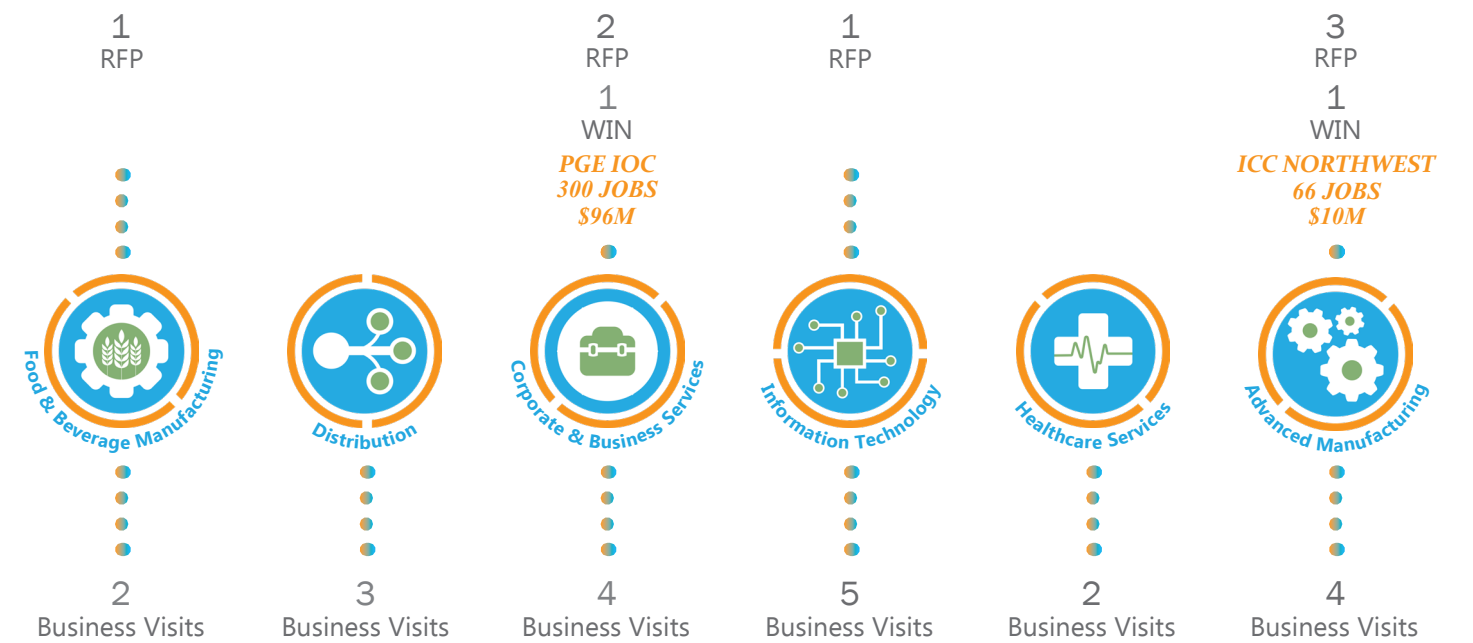 1
RFP
2
RFP
1
WIN
PGE IOC
300 JOBS
$96M
1
RFP
3
RFP
1
WIN
ICC NORTHWEST
66 JOBS
$10M
Food & Beverage Manufacturing
Distribution
Corporate & Business Services
Information Technology
Healthcare Services
Advanced Manufacturing
2
Business Visits
3
Business Visits
4
Business Visits
5
Business Visits
2
Business Visits
4
Business Visits